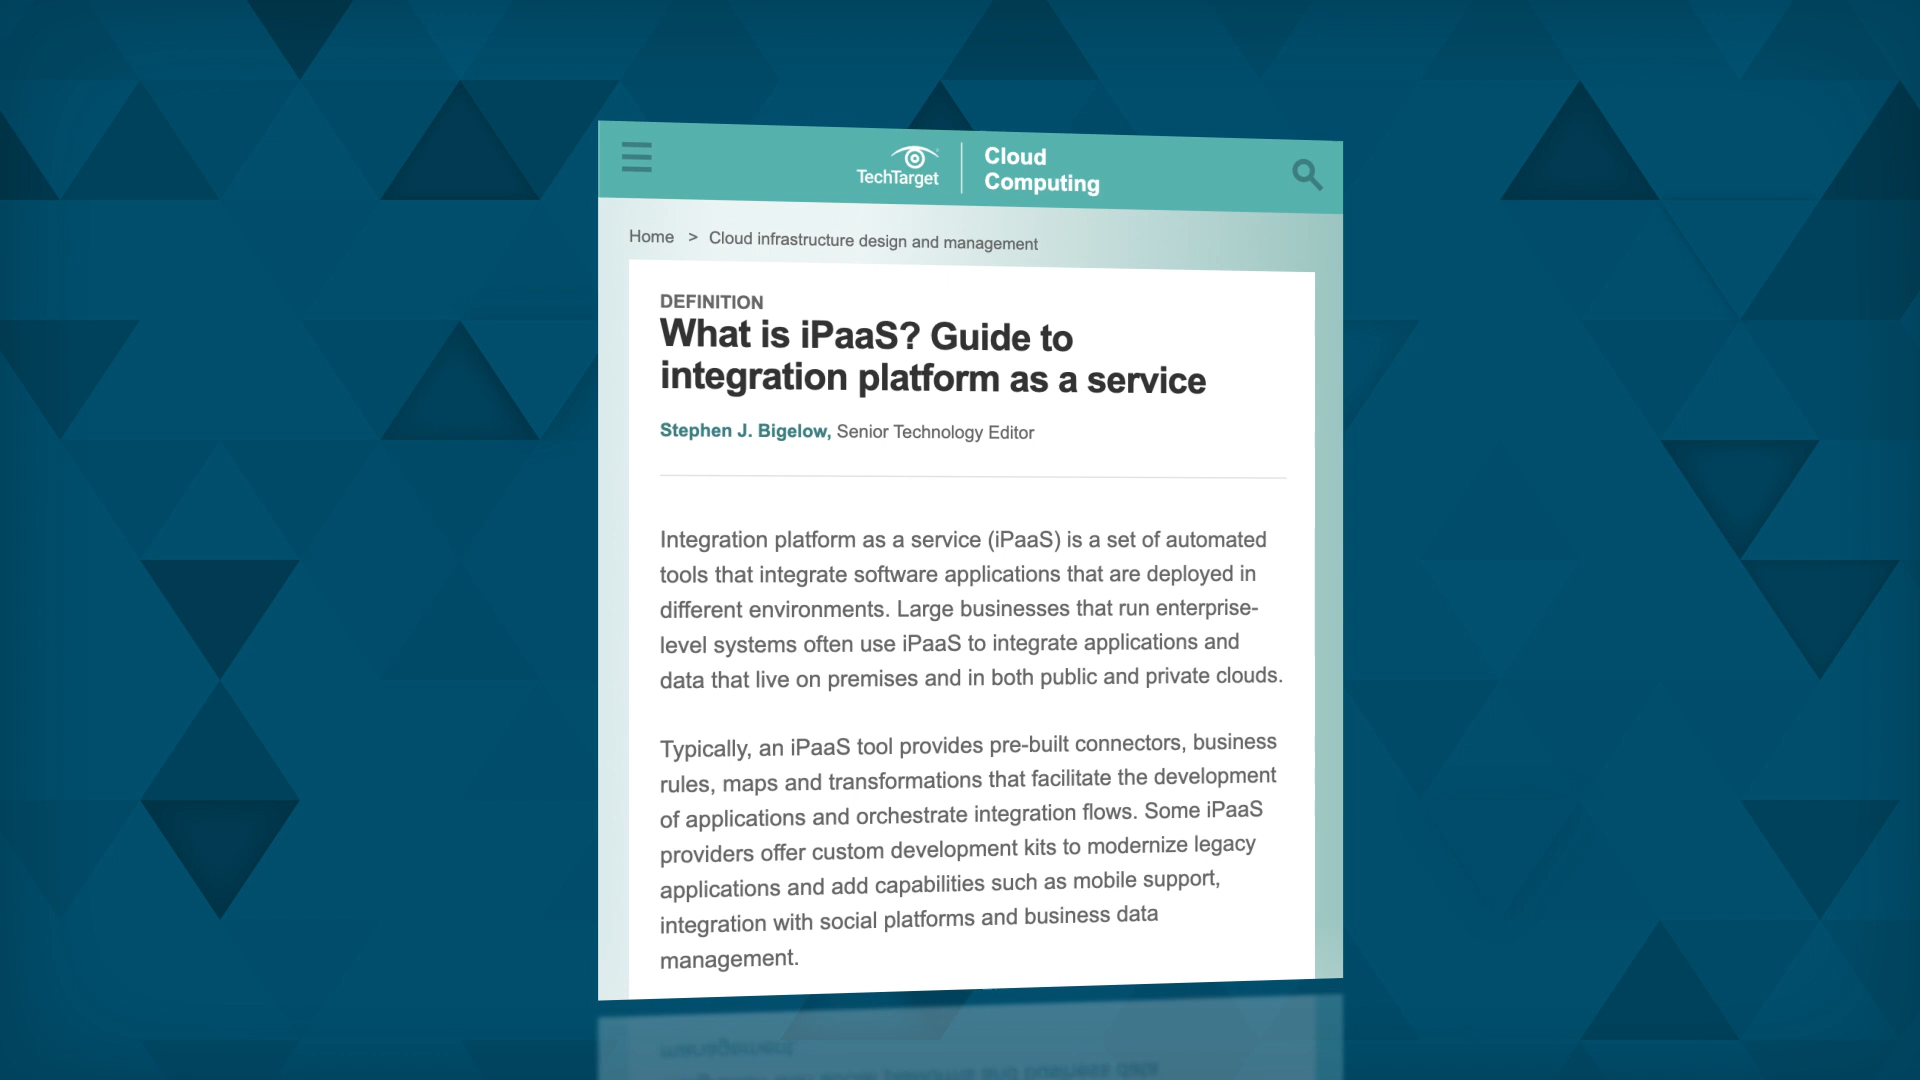 TechTarget
Cloud
Computing
Home > Cloud infrastructure design and management
DEFINITION
What is iPaaS? Guide to
integration platform as a service
Stephen J. Bigelow, Senior Technology Editor
Integration platform as a service (iPaaS) is a set of automated
tools that integrate software applications that are deployed in
different environments. Large businesses that run enterprise-
level systems often use iPaaS to integrate applications and
data that live on premises and in both public and private clouds.
Typically, an iPaaS tool provides pre-built connectors, business
rules, maps and transformations that facilitate the development
of applications and orchestrate integration flows. Some iPaaS
providers offer custom development kits to modernize legacy
applications and add capabilities such as mobile support,
integration with social platforms and business data
management.